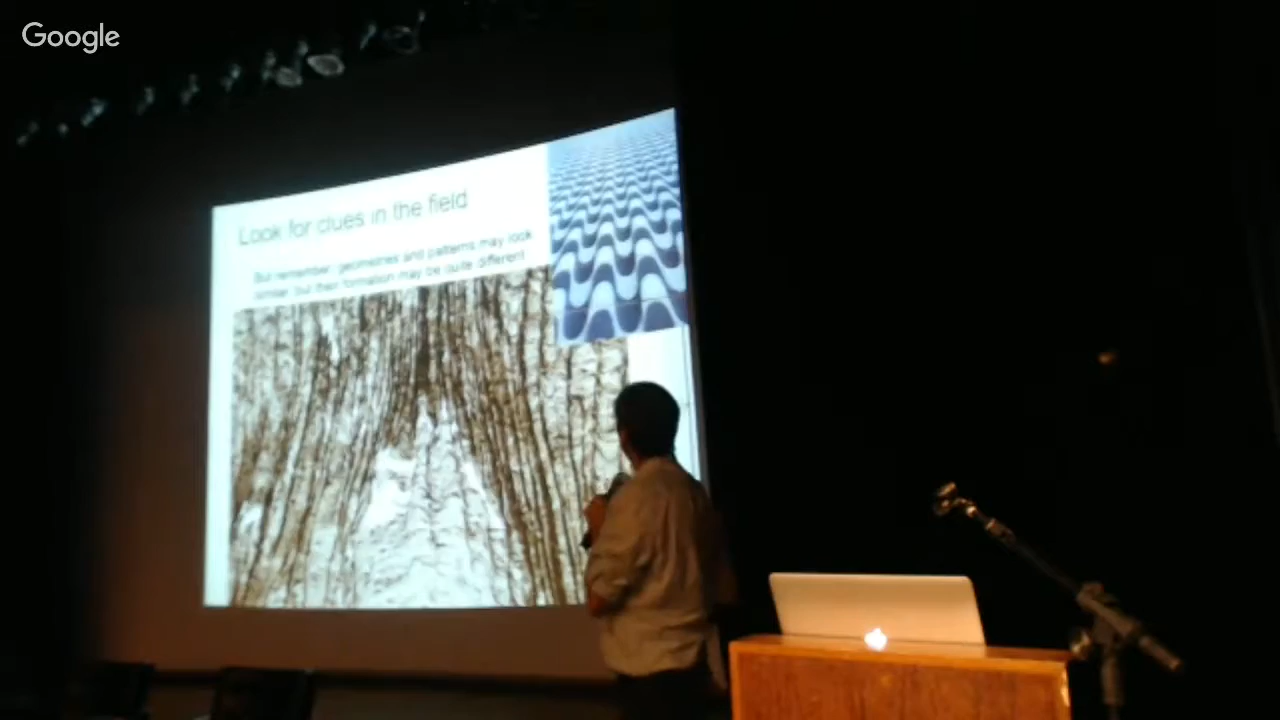 Google
Look for clues in the field
But remember, geometries and patterns may look
similar but their formation may be quite different